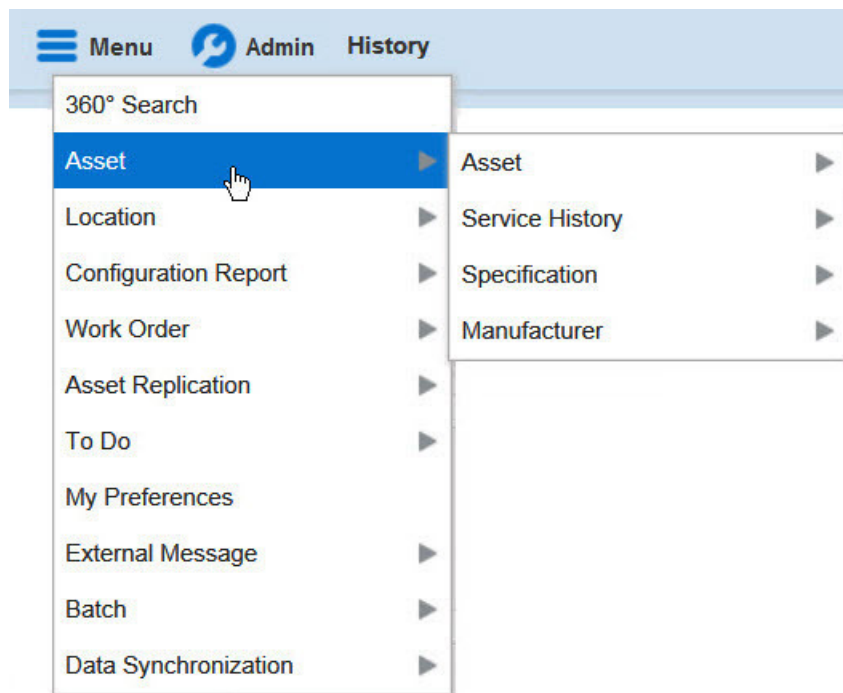 Menu Admin History
360° Search
Asset
Location
Configuration Report
Work Order
Asset Replication
To Do
My Preferences
External Message
Batch
Data Synchronization
Asset
Service History
Specification
Manufacturer